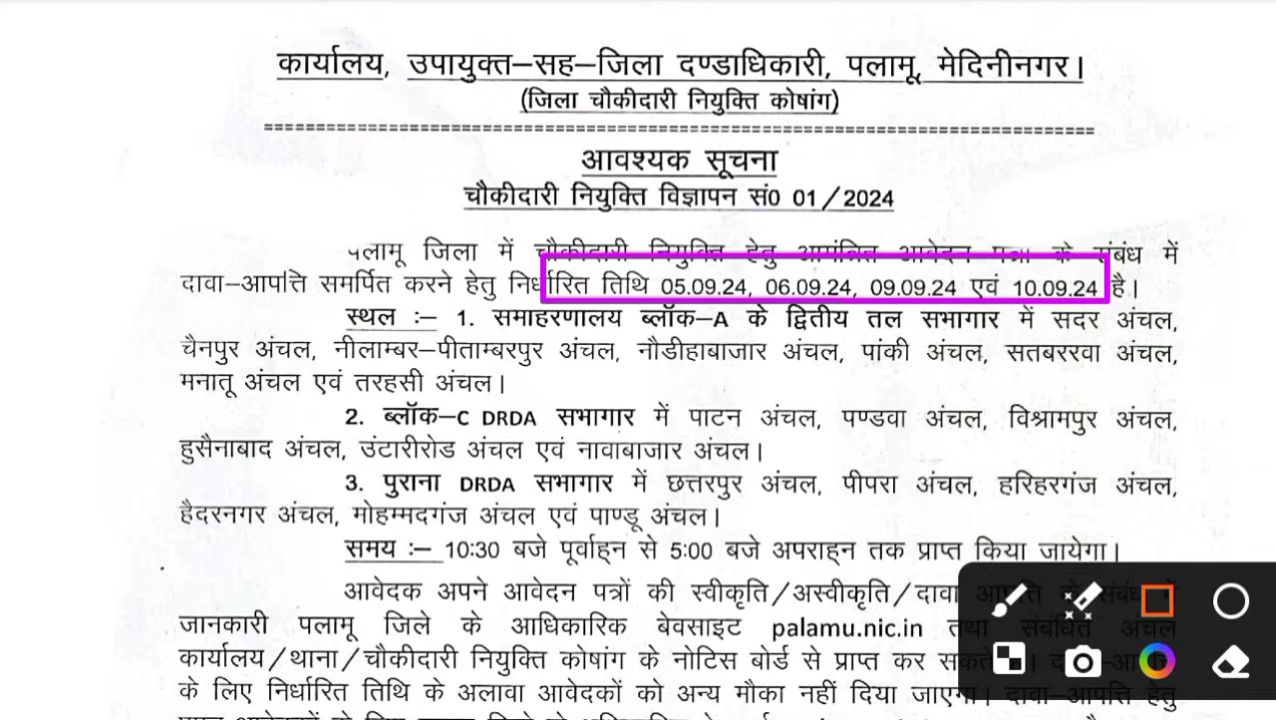 कार्यालय, उपायुक्त–सह–जिला दण्डाधिकारी, पलामू, मेदिनीनगर।
(जिला चौकीदारी नियुक्ति कोषांग)
आवश्यक सूचना
चौकीदारी नियुक्ति विज्ञापन सं0 01/2024
पलामू जिला में चौकीदारी नियुक्ति हेतु आमंत्रित आवेदन पत्रों के संबंध में
दावा–आपत्ति समर्पित करने हेतु निर्धारित तिथि 05.09.24, 06.09.24, 09.09.24 एवं 10.09.24 है।
स्थल :– 1. समाहरणालय ब्लॉक–A के द्वितीय तल सभागार में सदर अंचल,
चैनपुर अंचल, नीलाम्बर–पीताम्बरपुर अंचल, नौडीहाबाजार अंचल, पांकी अंचल, सतबररवा अंचल,
मनातू अंचल एवं तरहसी अंचल।
2. ब्लॉक–C DRDA सभागार में पाटन अंचल, पण्डवा अंचल, विश्रामपुर अंचल,
हुसैनाबाद अंचल, उंटारीरोड अंचल एवं नावाबाजार अंचल।
3. पुराना DRDA सभागार में छत्तरपुर अंचल, पीपरा अंचल, हरिहरगंज अंचल,
हैदरनगर अंचल, मोहम्मदगंज अंचल एवं पाण्डू अंचल।
समय :– 10:30 बजे पूर्वाहन से 5:00 बजे अपराहन तक प्राप्त किया जायेगा।
आवेदक अपने आवेदन पत्रों की स्वीकृति/अस्वीकृति/दावा आपत्ति के संबंध में
जानकारी पलामू जिले के आधिकारिक बेवसाइट palamu.nic.in तथा संबंधित अंचल
कार्यालय/थाना/चौकीदारी नियुक्ति कोषांग के नोटिस बोर्ड से प्राप्त कर
के लिए निर्धारित तिथि के अलावा आवेदकों को अन्य मौका नहीं दिया जाएगा। दावा–आपत्ति हेतु